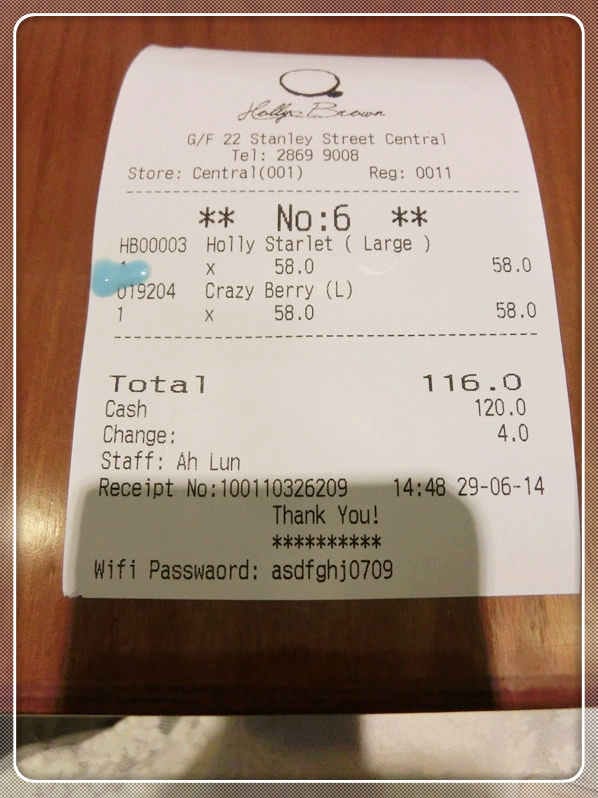 Holly Brown
G/F 22 Stanley Street Central
Tel: 2869 9008
Store: Central(001) Reg: 0011
** No:6 **
HB00003 Holly Starlet ( Large )
x 58.0 58.0
019204 Crazy Berry (L)
1 x 58.0 58.0
Total 116.0
Cash 120.0
Change: 4.0
Staff: Ah Lun
Receipt No:100110326209 14:48 29-06-14
Thank You!
**********
Wifi Passwaord: asdfghj0709